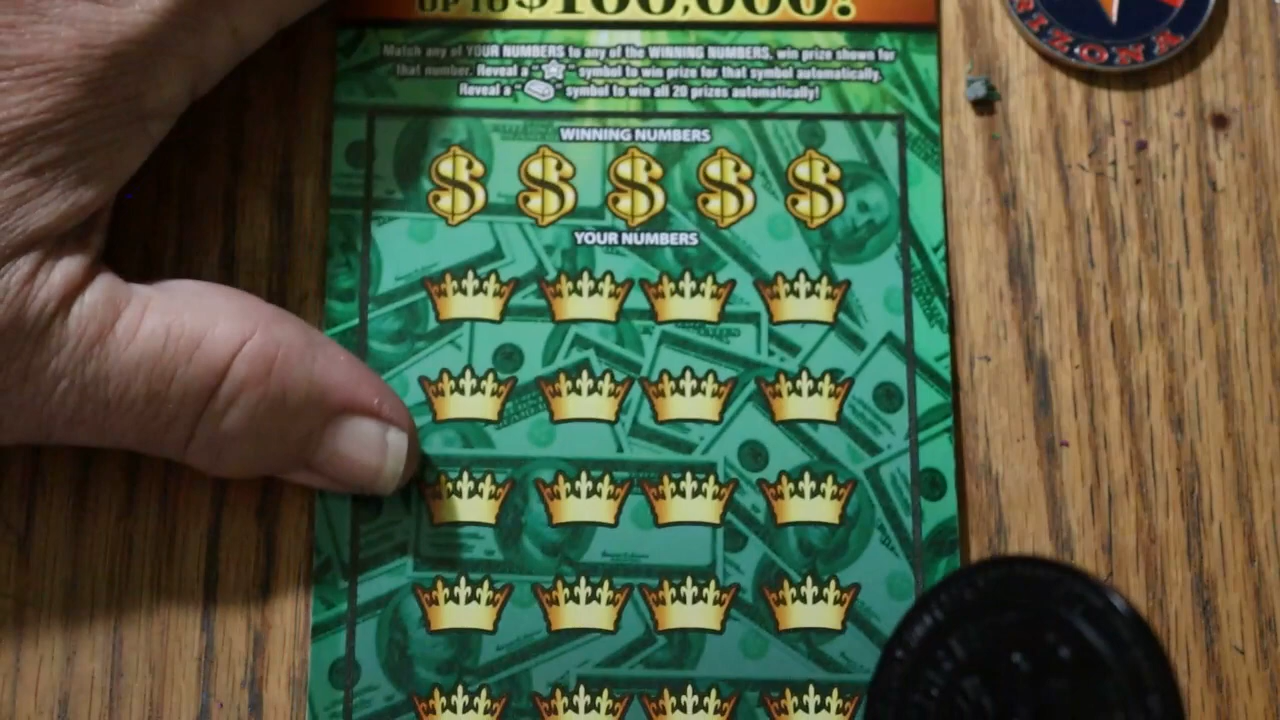 UP TO $100,000!
Match any of YOUR NUMBERS to any of the WINNING NUMBERS, win prize shown for
that number. Reveal a " " symbol to win prize for that symbol automatically.
Reveal a " " symbol to win all 20 prizes automatically!
WINNING NUMBERS
$ $ $ $ $
YOUR NUMBERS
ARIZONA